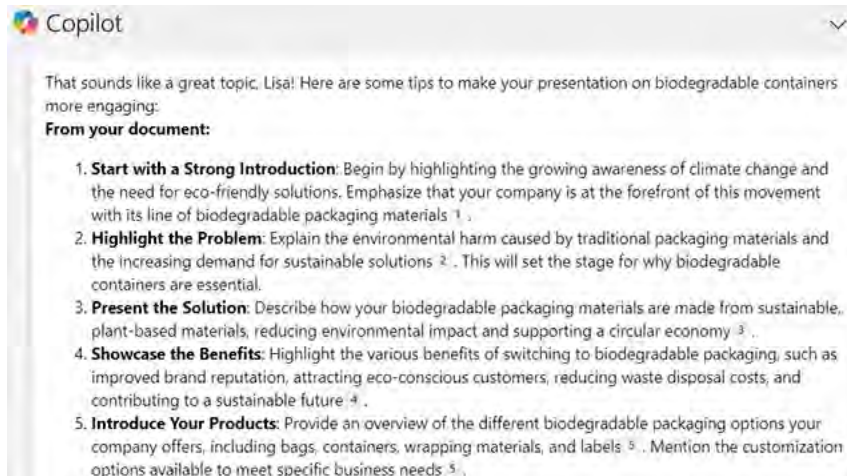 Copilot
That sounds like a great topic, Lisa! Here are some tips to make your presentation on biodegradable containers
more engaging:
From your document:
1. Start with a Strong Introduction: Begin by highlighting the growing awareness of climate change and
the need for eco-friendly solutions. Emphasize that your company is at the forefront of this movement
with its line of biodegradable packaging materials 1 .
2. Highlight the Problem: Explain the environmental harm caused by traditional packaging materials and
the increasing demand for sustainable solutions 2 . This will set the stage for why biodegradable
containers are essential.
3. Present the Solution: Describe how your biodegradable packaging materials are made from sustainable,
plant-based materials, reducing environmental impact and supporting a circular economy 3 .
4. Showcase the Benefits: Highlight the various benefits of switching to biodegradable packaging, such as
improved brand reputation, attracting eco-conscious customers, reducing waste disposal costs, and
contributing to a sustainable future 4 .
5. Introduce Your Products: Provide an overview of the different biodegradable packaging options your
company offers, including bags, containers, wrapping materials, and labels 5 . Mention the customization
options available to meet specific business needs 5 .